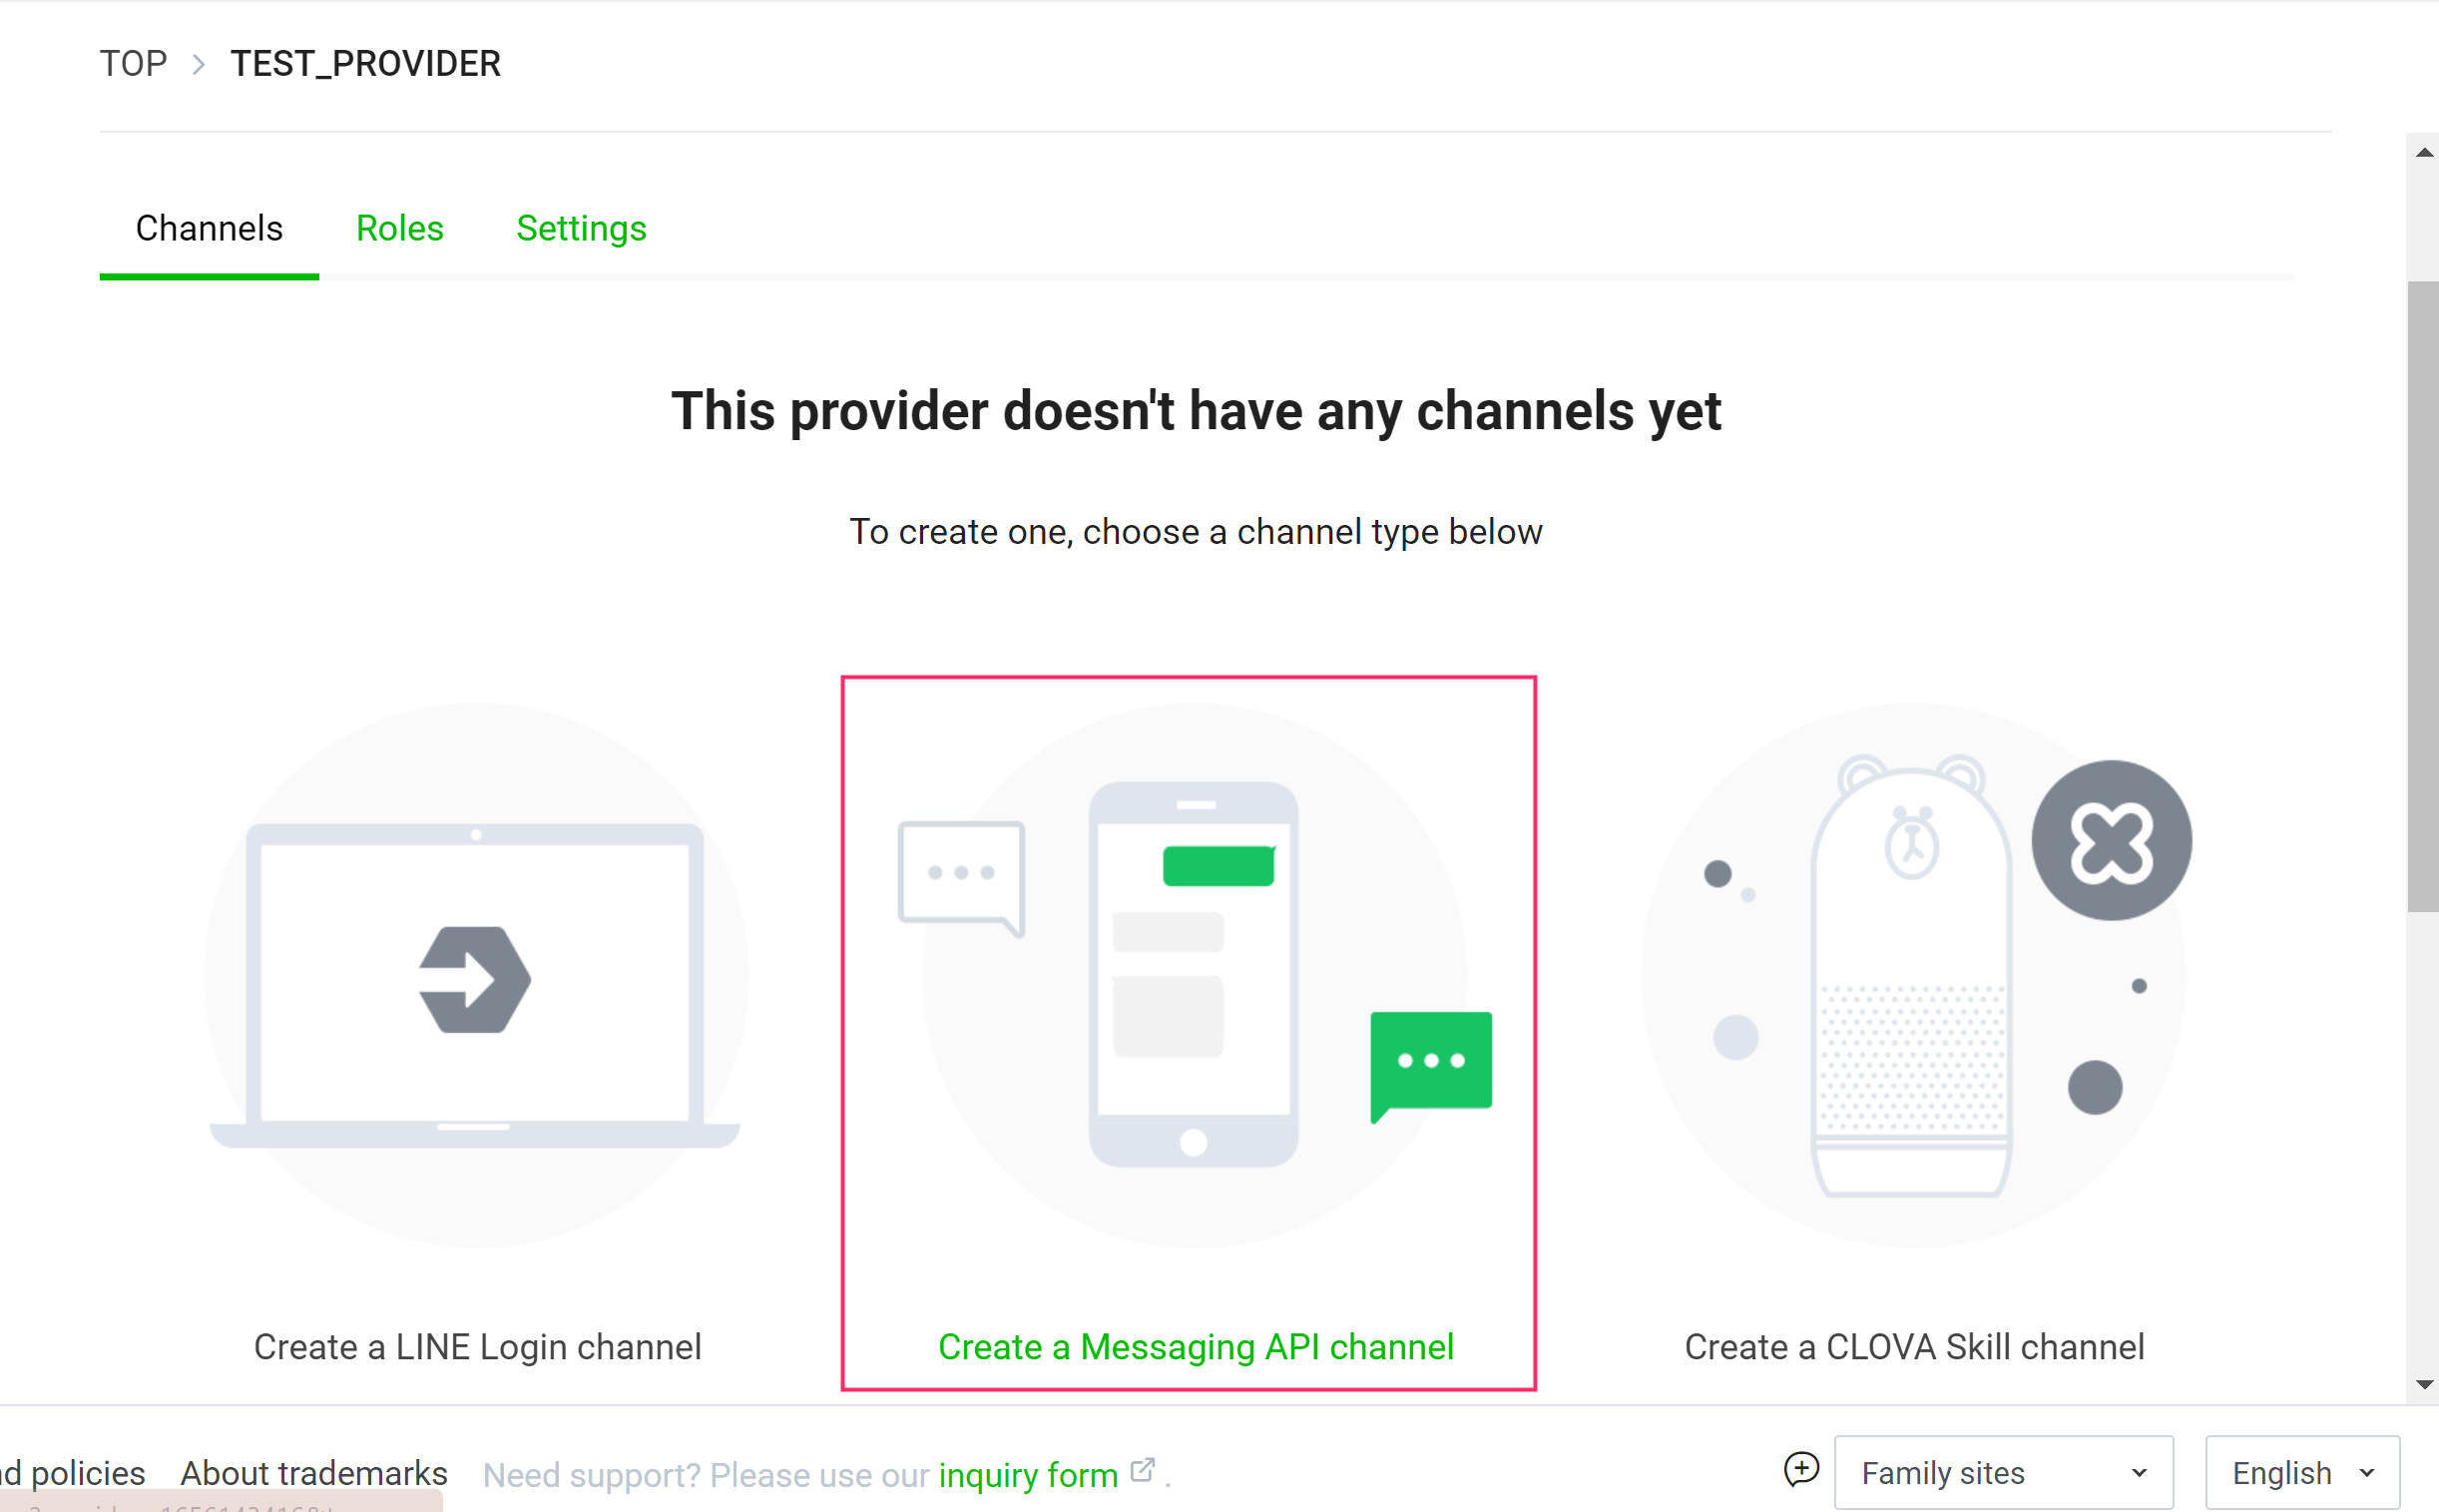 TOP > TEST_PROVIDER
Channels Roles Settings
This provider doesn't have any channels yet
To create one, choose a channel type below
Create a LINE Login channel Create a Messaging API channel Create a CLOVA Skill channel
policies About trademarks Need support? Please use our inquiry form . Family sites English